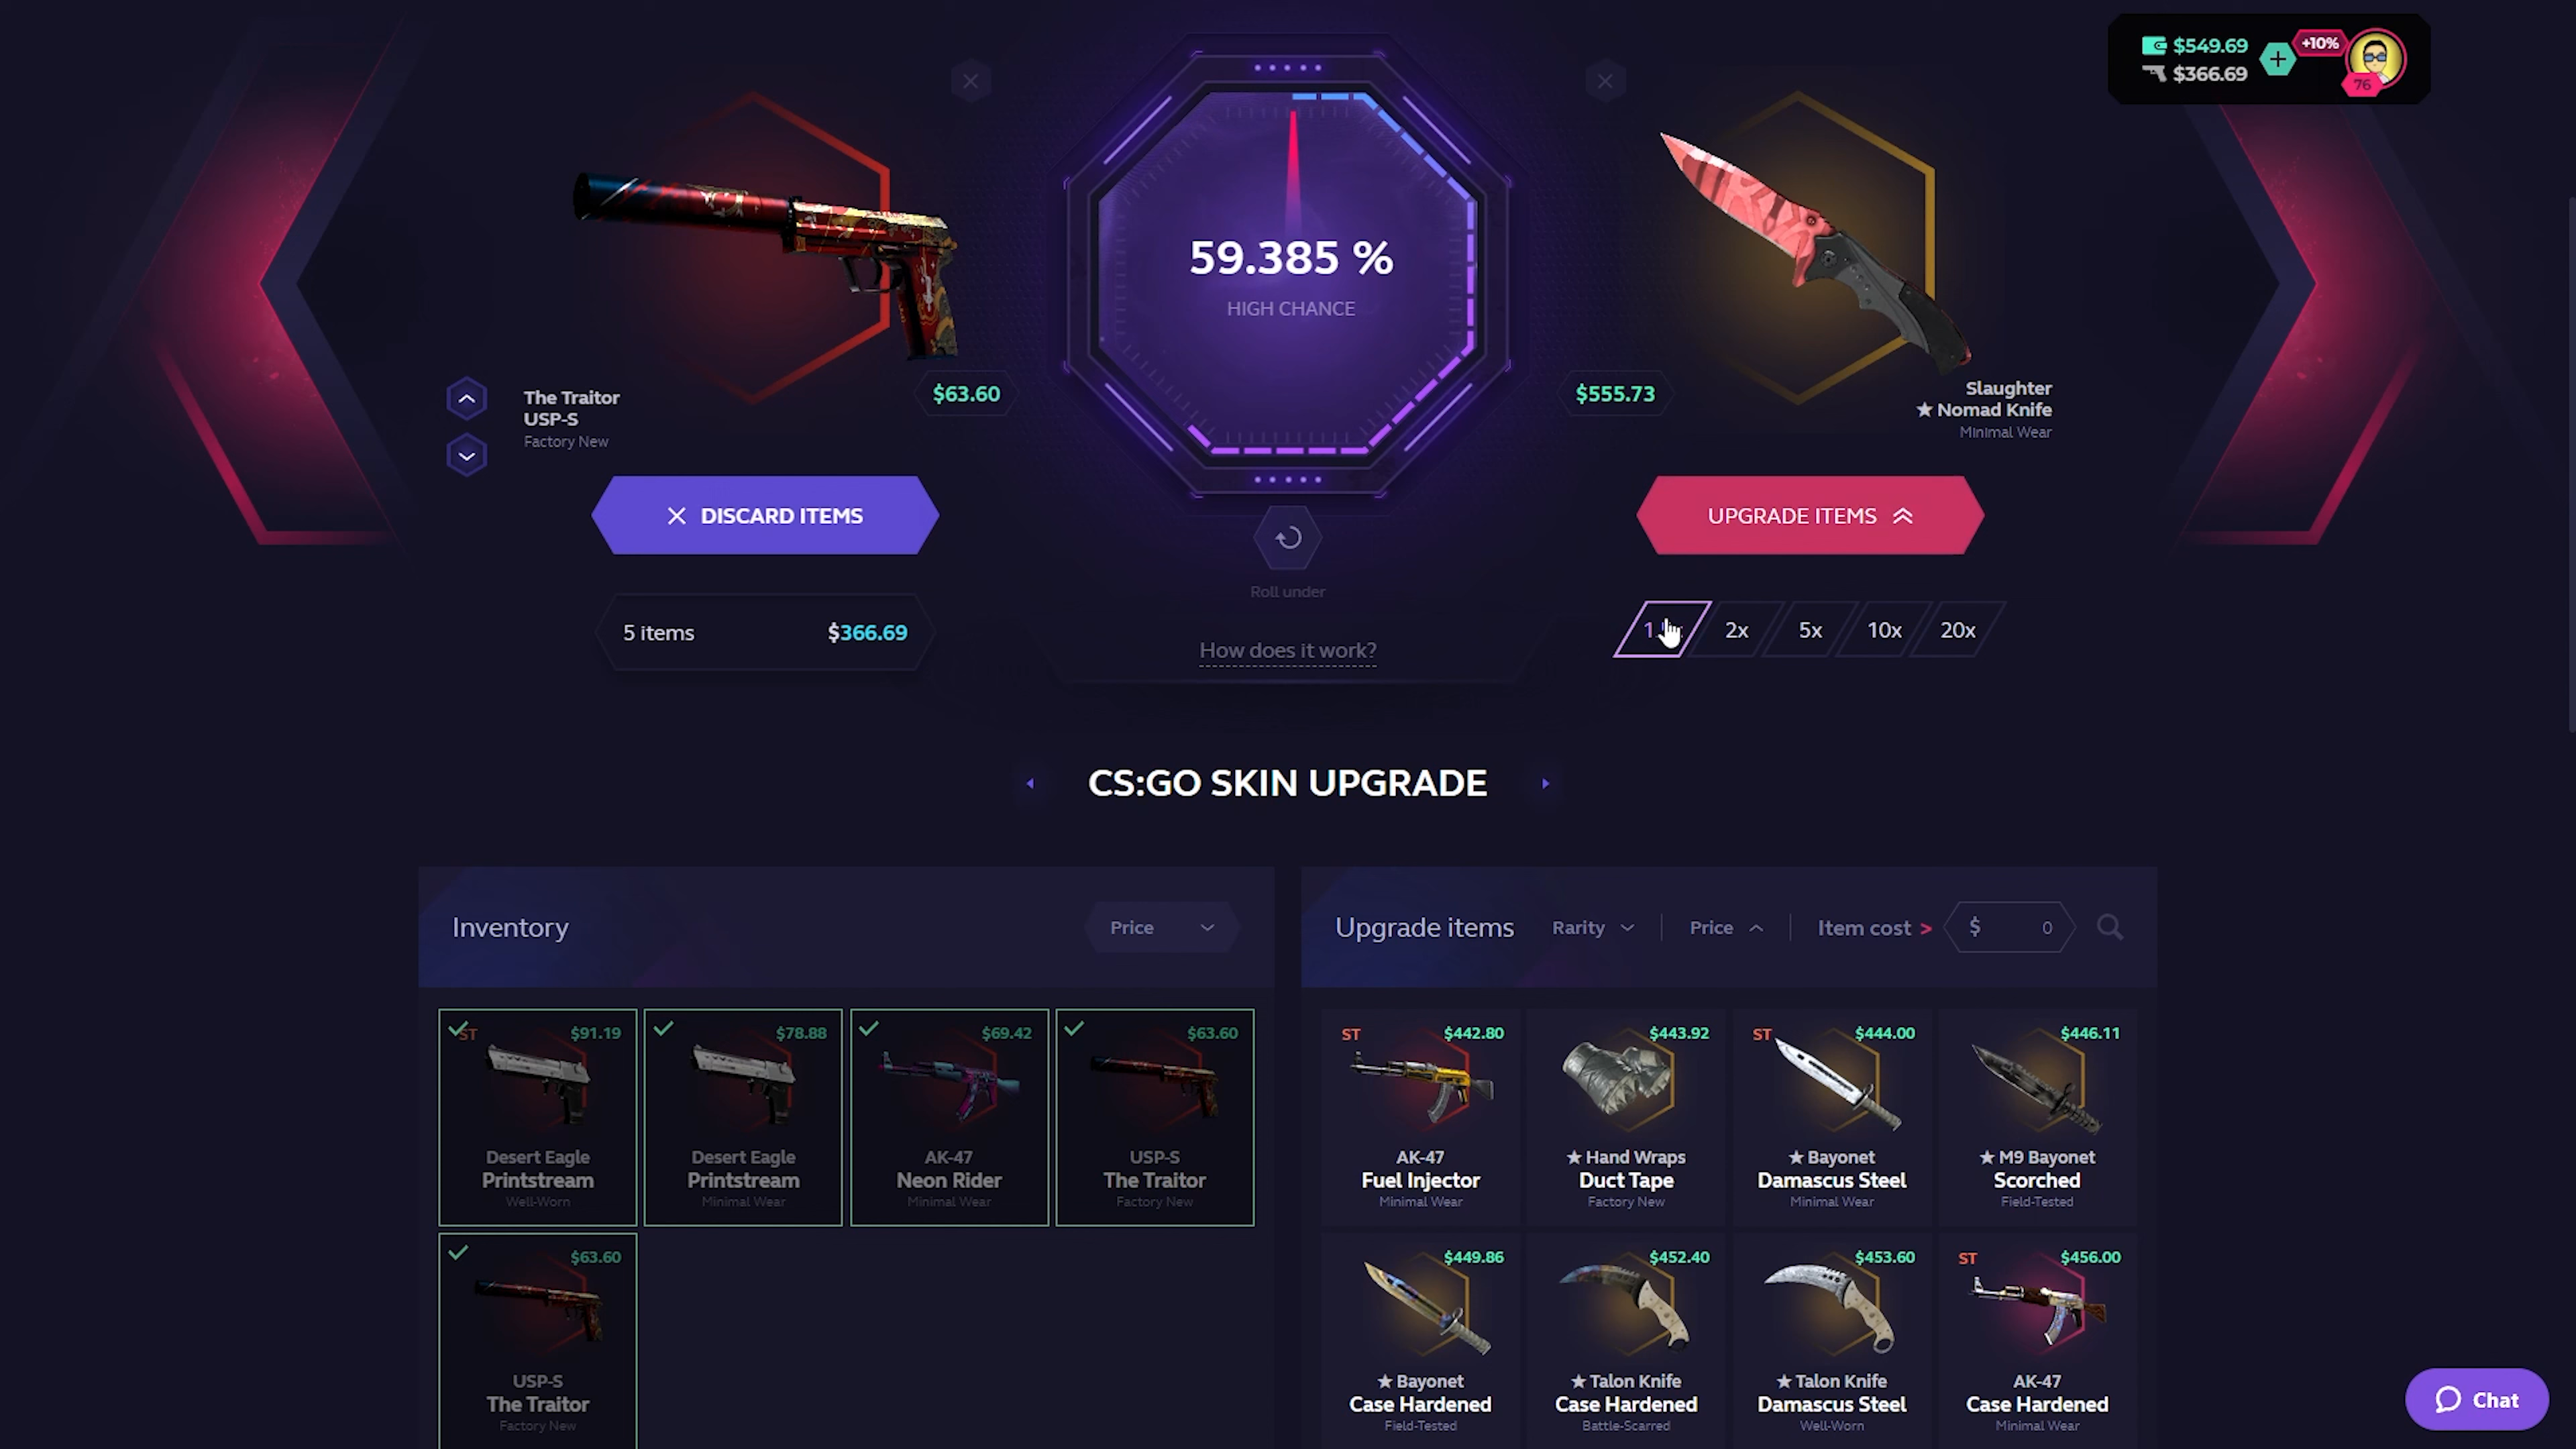 $549.69
+10%
$366.69
76
59.385 %
HIGH CHANCE
$63.60
$555.73
The Traitor
USP-S
Factory New
Slaughter
★ Nomad Knife
Minimal Wear
DISCARD ITEMS
UPGRADE ITEMS
Roll under
5 items $366.69
2x 5x 10x 20x
How does it work?
CS:GO SKIN UPGRADE
Inventory
Price
Upgrade items
Rarity
Price
Item cost >
$ 0
ST $91.19
Desert Eagle
Printstream
Well-Worn
$78.88
Desert Eagle
Printstream
Minimal Wear
$69.42
AK-47
Neon Rider
Minimal Wear
$63.60
USP-S
The Traitor
Factory New
$63.60
USP-S
The Traitor
Factory New
ST $442.80
AK-47
Fuel Injector
Minimal Wear
$443.92
★ Hand Wraps
Duct Tape
Factory New
ST $444.00
★ Bayonet
Damascus Steel
Minimal Wear
$446.11
★ M9 Bayonet
Scorched
Field-Tested
$449.86
★ Bayonet
Case Hardened
Field-Tested
$452.40
★ Talon Knife
Case Hardened
Battle-Scarred
$453.60
★ Talon Knife
Damascus Steel
Well-Worn
ST $456.00
AK-47
Case Hardened
Minimal Wear
Chat